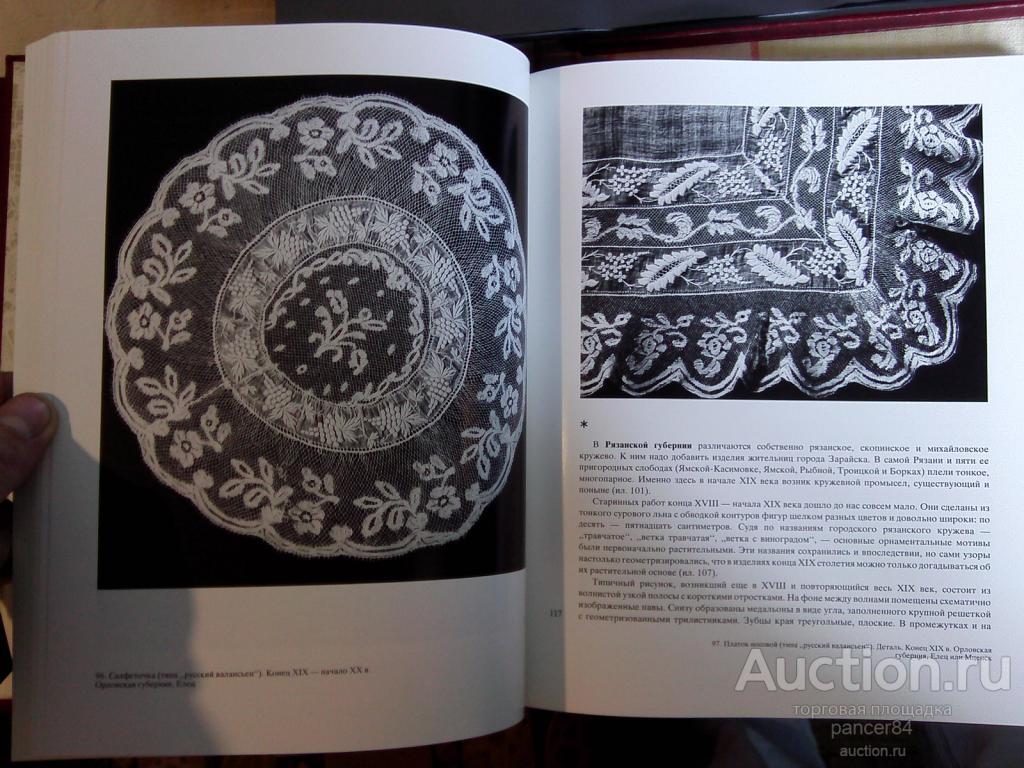 96. Салфеточка (типа „русский валансьен“). Конец XIX — начало XX в.
Орловская губерния, Елец
*
В Рязанской губернии различаются собственно рязанское, скопинское и михайловское
кружево. К ним надо добавить изделия жительниц города Зарайска. В самой Рязани и пяти ее
пригородных слободах (Ямской-Касимовке, Ямской, Рыбной, Троицкой и Борках) плели тонкое,
многопарное. Именно здесь в начале XIX века возник кружевной промысел, существующий и
поныне (ил. 101).
Старинных работ конца XVIII — начала XIX века дошло до нас совсем мало. Они сделаны из
тонкого сурового льна с обводкой контуров фигур шелком разных цветов и довольно широки: по
десять — пятнадцать сантиметров. Судя по названиям городского рязанского кружева —
„травчатое“, „ветка травчатая“, „ветка с виноградом“, — основные орнаментальные мотивы
были первоначально растительными. Эти названия сохранились и впоследствии, но сами узоры
настолько геометризировались, что в изделиях конца XIX столетия можно только догадываться об
их растительной основе (ил. 107).
Типичный рисунок, возникший еще в XVIII и повторяющийся весь XIX век, состоит из
волнистой узкой полосы с короткими отростками. На фоне между волнами помещены схематично
изображенные павы. Снизу образованы медальоны в виде угла, заполненного крупной решеткой
с геометризованными трилистниками. Зубцы края треугольные, плоские. В промежутках и на
117
97. Платок носовой (типа „русский валансьен“). Деталь. Конец XIX в. Орловская
губерния, Елец или Мценск
Auction.ru
торговая площадка
pancer84
auction.ru